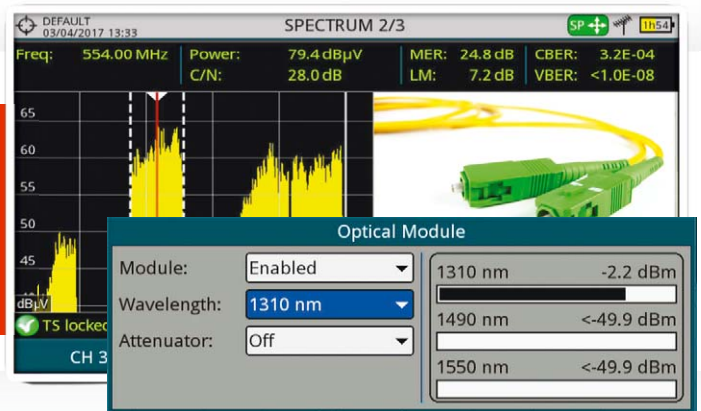 DEFAULT
03/04/2017 13:33
SPECTRUM 2/3
SP
1h54
Freq: 554.00 MHz
Power: 79.4 dBµV
C/N: 28.0 dB
MER: 24.8 dB
LM: 7.2 dB
CBER: 3.2E-04
VBER: <1.0E-08
65
60
55
50
45
dBµV
TS locked
CH 3
Optical Module
Module: Enabled
Wavelength: 1310 nm
Attenuator: Off
1310 nm -2.2 dBm
1490 nm <-49.9 dBm
1550 nm <-49.9 dBm